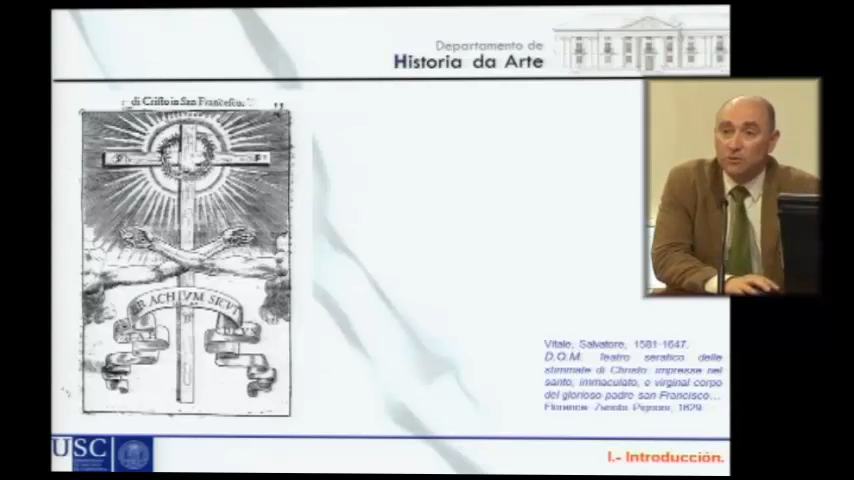 Departamento de
Historia da Arte
di Cristo in San Francesco.
BRACHIVM SICVT
Vitale, Salvatore, 1581-1647.
D.O.M. Teatro serafico delle
stimmate di Christo: impresse nel
santo, immaculato, e virginal corpo
del glorioso padre san Francisco...
Florence: Zanobi Pignoni, 1629
USC
I.- Introducción.